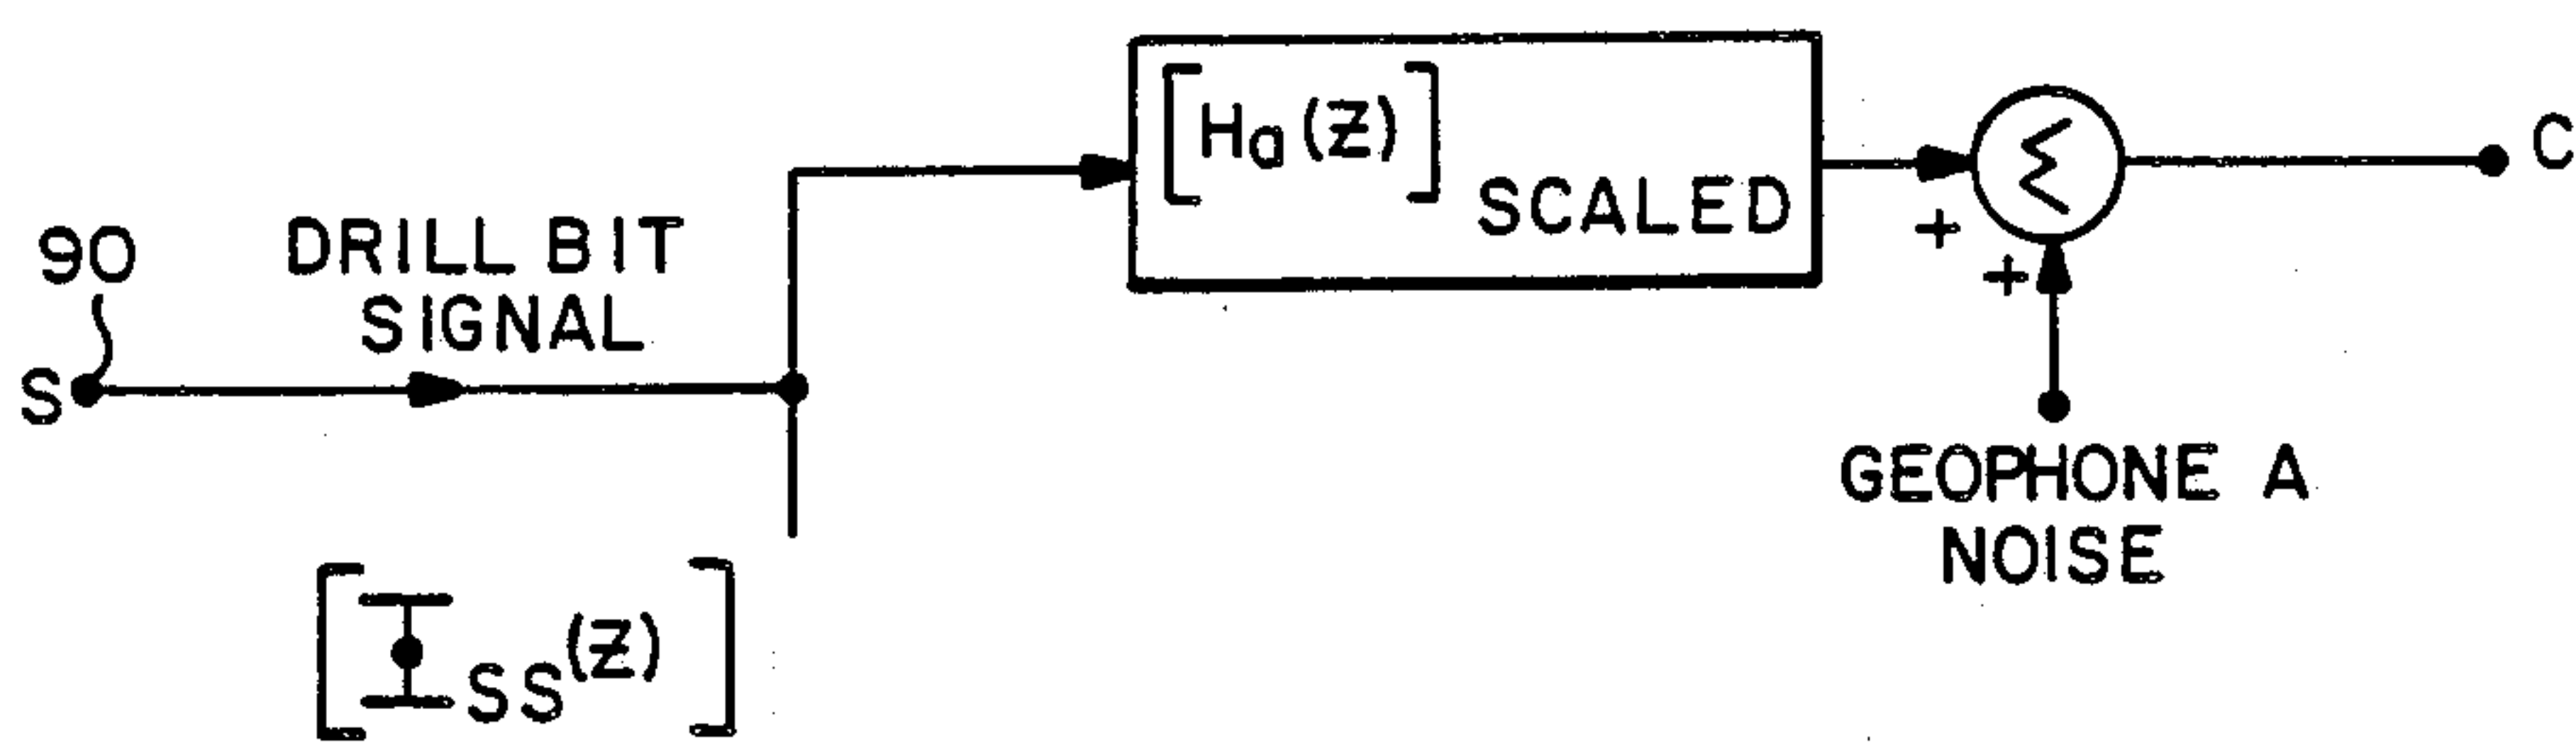 90
DRILL BIT
SIGNAL
S
[Ha(Z)] SCALED
Σ
+
+
C
GEOPHONE A
NOISE
[ΦSS(Z)]